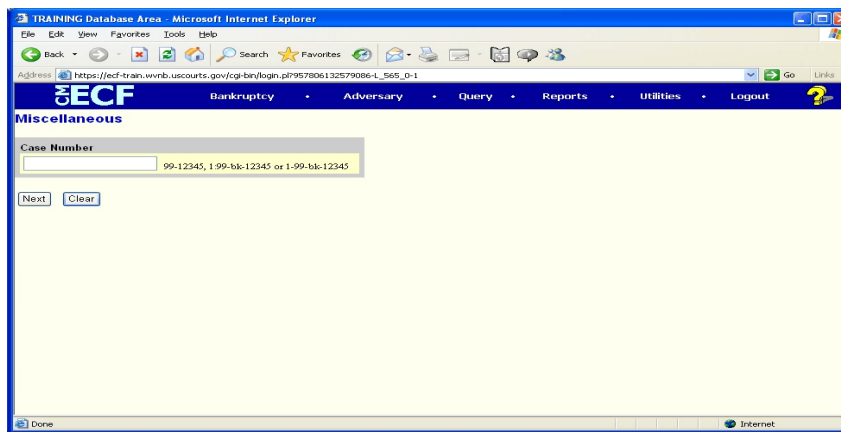 TRAINING Database Area - Microsoft Internet Explorer
File Edit View Favorites Tools Help
Back Search Favorites
Address https://ecf-train.wvnb.uscourts.gov/cgi-bin/login.pl?957806132579086-L_565_0-1 Go Links
CM ECF Bankruptcy • Adversary • Query • Reports • Utilities • Logout ?
Miscellaneous
Case Number
99-12345, 1:99-bk-12345 or 1-99-bk-12345
Next Clear
Done Internet